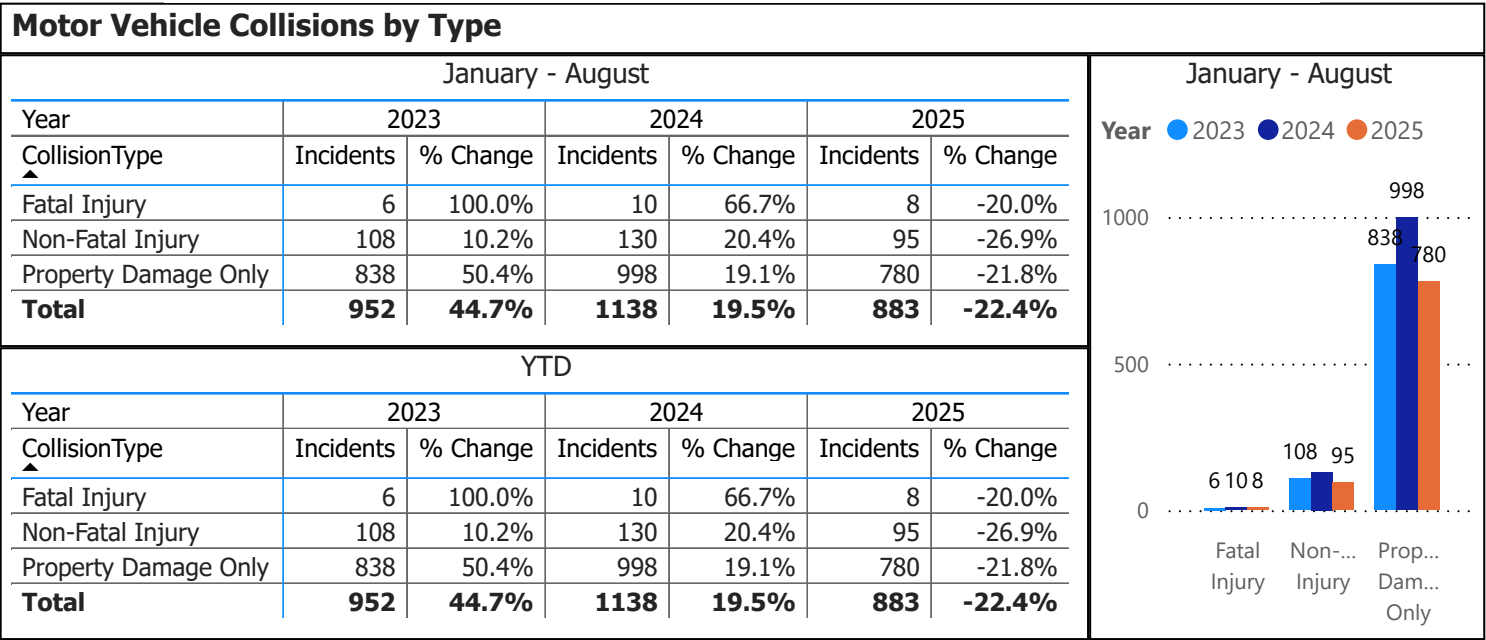 Motor Vehicle Collisions by Type
January - August
Year 2023 2024 2025
CollisionType Incidents % Change Incidents % Change Incidents % Change
Fatal Injury 6 100.0% 10 66.7% 8 -20.0%
Non-Fatal Injury 108 10.2% 130 20.4% 95 -26.9%
Property Damage Only 838 50.4% 998 19.1% 780 -21.8%
Total 952 44.7% 1138 19.5% 883 -22.4%
YTD
Year 2023 2024 2025
CollisionType Incidents % Change Incidents % Change Incidents % Change
Fatal Injury 6 100.0% 10 66.7% 8 -20.0%
Non-Fatal Injury 108 10.2% 130 20.4% 95 -26.9%
Property Damage Only 838 50.4% 998 19.1% 780 -21.8%
Total 952 44.7% 1138 19.5% 883 -22.4%
January - August
Year 2023 2024 2025
998
1000
838
780
500
108 95
6 10 8
0
Fatal Non-... Prop...
Injury Injury Dam...
Only